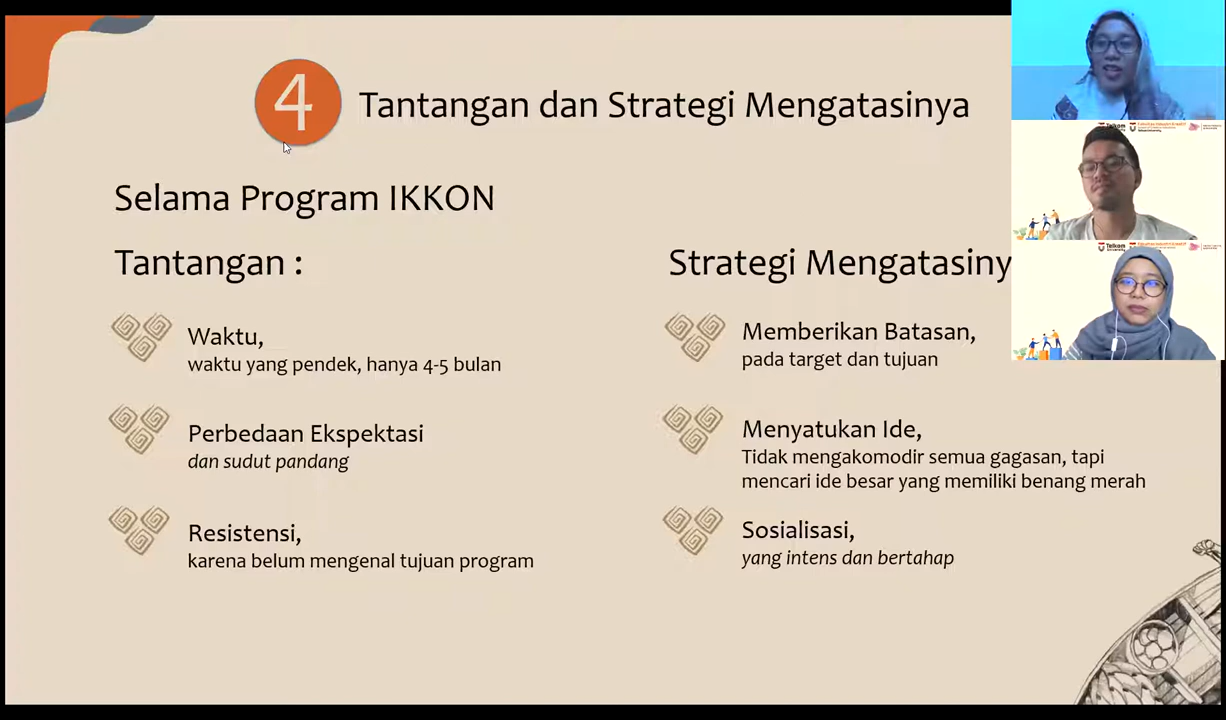 4
Tantangan dan Strategi Mengatasinya
Selama Program IKKON
Tantangan :
Waktu,
waktu yang pendek, hanya 4-5 bulan
Perbedaan Ekspektasi
dan sudut pandang
Resistensi,
karena belum mengenal tujuan program
Strategi Mengatasiny
Memberikan Batasan,
pada target dan tujuan
Menyatukan Ide,
Tidak mengakomodir semua gagasan, tapi
mencari ide besar yang memiliki benang merah
Sosialisasi,
yang intens dan bertahap
Telkom
University